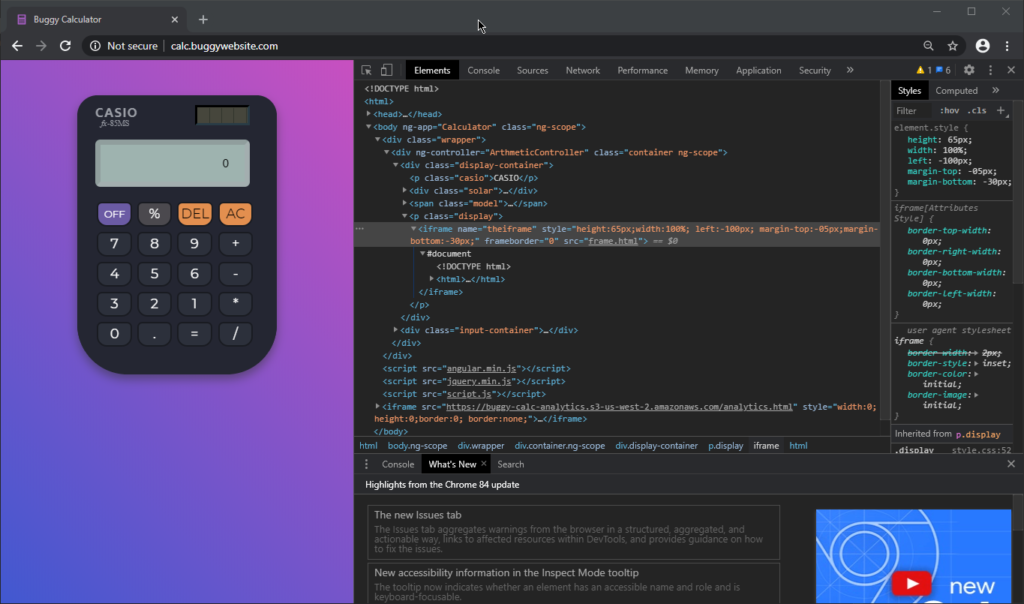 Buggy Calculator
Not secure
calc.buggywebsite.com
CASIO
fx-85MS
0
OFF % DEL AC
7 8 9 +
4 5 6 -
3 2 1 *
0 . = /
Elements Console Sources Network Performance Memory Application Security » 1 6
<!DOCTYPE html>
<html>
<head>…</head>
<body ng-app="Calculator" class="ng-scope">
<div class="wrapper">
<div ng-controller="ArthmeticController" class="container ng-scope">
<div class="display-container">
<p class="casio">CASIO</p>
<div class="solar">…</div>
<span class="model">…</span>
<p class="display">
<iframe name="theiframe" style="height:65px;width:100%; left:-100px; margin-top:-05px;margin-
bottom:-30px;" frameborder="0" src="frame.html"> == $0
#document
<!DOCTYPE html>
<html>…</html>
</iframe>
</p>
</div>
<div class="input-container">…</div>
</div>
</div>
<script src="angular.min.js"></script>
<script src="jquery.min.js"></script>
<script src="script.js"></script>
<iframe src="https://buggy-calc-analytics.s3-us-west-2.amazonaws.com/analytics.html" style="width:0;
height:0;border:0; border:none;">…</iframe>
</body>
html body.ng-scope div.wrapper div.container.ng-scope div.display-container p.display iframe html
Styles Computed »
Filter :hov .cls +
element.style {
height: 65px;
width: 100%;
left: -100px;
margin-top: -05px;
margin-bottom: -30px;
}
iframe[Attributes
Style] {
border-top-width:
0px;
border-right-width:
0px;
border-bottom-width:
0px;
border-left-width:
0px;
}
user agent stylesheet
iframe {
border-width: 2px;
border-style: inset;
border-color:
initial;
border-image:
initial;
}
Inherited from p.display
.display style.css:52
Console What's New × Search
Highlights from the Chrome 84 update
The new Issues tab
The Issues tab aggregates warnings from the browser in a structured, aggregated, and
actionable way, links to affected resources within DevTools, and provides guidance on how
to fix the issues.
New accessibility information in the Inspect Mode tooltip
The tooltip now indicates whether an element has an accessible name and role and is
keyboard-focusable.
new